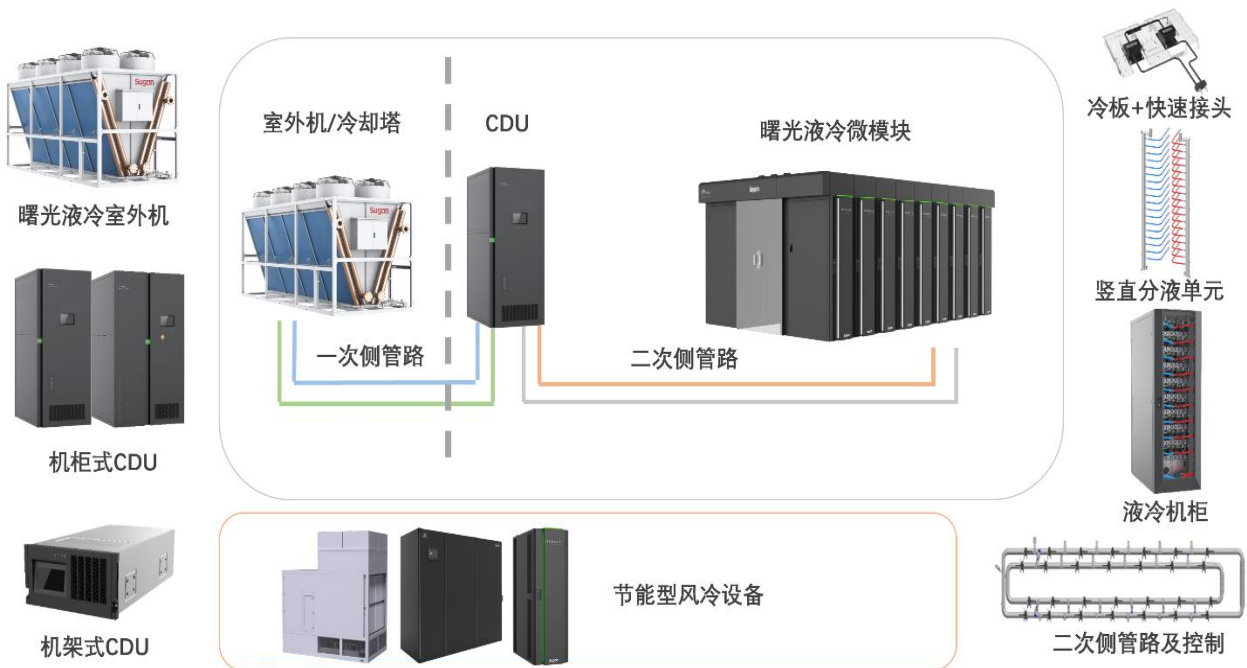 Sugon
曙光液冷室外机
机柜式CDU
机架式CDU
室外机/冷却塔
CDU
曙光液冷微模块
Sugon
Sugon
一次侧管路
二次侧管路
节能型风冷设备
冷板+快速接头
竖直分液单元
液冷机柜
二次侧管路及控制